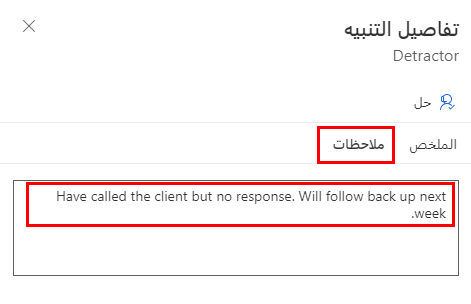 تفاصيل التنبيه
Detractor
حل
الملخص ملاحظات
Have called the client but no response. Will follow back up next
week.